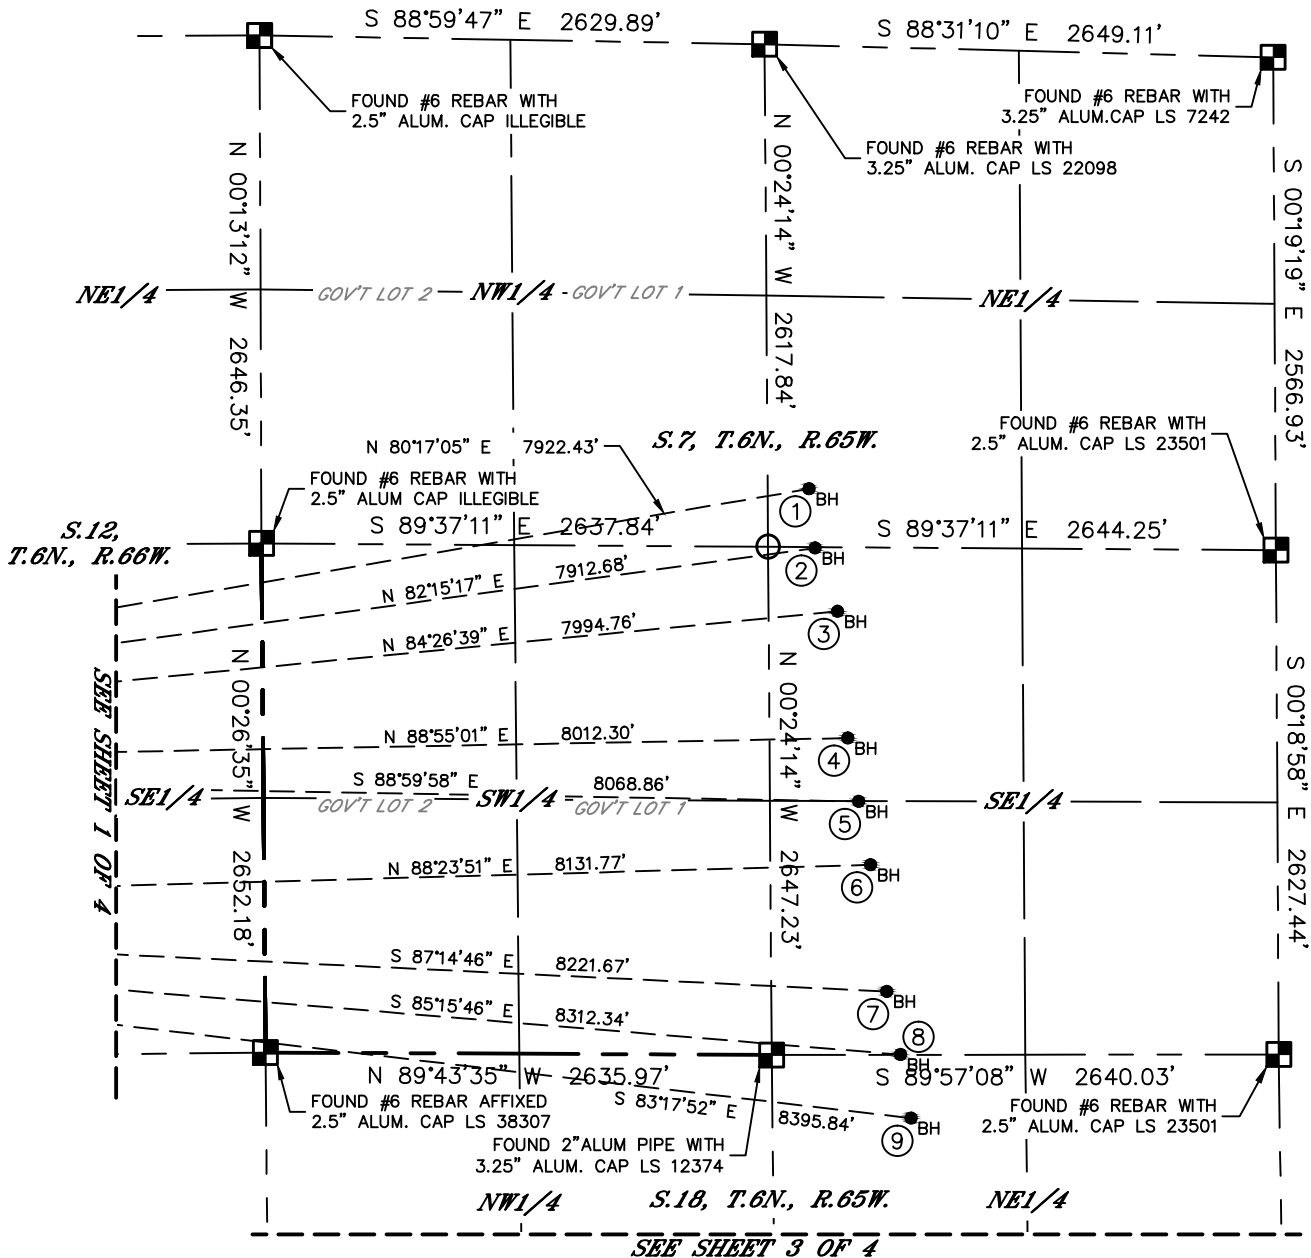 S 88°59'47" E 2629.89'
S 88°31'10" E 2649.11'
FOUND #6 REBAR WITH
2.5" ALUM. CAP ILLEGIBLE
FOUND #6 REBAR WITH
3.25" ALUM. CAP LS 22098
FOUND #6 REBAR WITH
3.25" ALUM.CAP LS 7242
N 00°13'12" W 2646.35'
N 00°24'14" W 2617.84'
S 00°19'19" E 2566.93'
NE1/4
GOV'T LOT 2
NW1/4
GOV'T LOT 1
NE1/4
S.7, T.6N., R.65W.
N 80°17'05" E 7922.43'
FOUND #6 REBAR WITH
2.5" ALUM CAP ILLEGIBLE
FOUND #6 REBAR WITH
2.5" ALUM. CAP LS 23501
1 BH
S.12,
T.6N., R.66W.
S 89°37'11" E 2637.84'
S 89°37'11" E 2644.25'
2 BH
N 82°15'17" E 7912.68'
3 BH
N 84°26'39" E 7994.76'
SEE SHEET 1 OF 4
N 00°26'35" W 2652.18'
N 00°24'14" W 2647.23'
S 00°18'58" E 2627.44'
N 88°55'01" E 8012.30'
4 BH
S 88°59'58" E 8068.86'
SE1/4
GOV'T LOT 2
SW1/4
GOV'T LOT 1
SE1/4
5 BH
N 88°23'51" E 8131.77'
6 BH
S 87°14'46" E 8221.67'
7 BH
S 85°15'46" E 8312.34'
8 BH
N 89°43'35" W 2635.97'
S 89°57'08" W 2640.03'
S 83°17'52" E 8395.84'
9 BH
FOUND #6 REBAR AFFIXED
2.5" ALUM. CAP LS 38307
FOUND 2"ALUM PIPE WITH
3.25" ALUM. CAP LS 12374
FOUND #6 REBAR WITH
2.5" ALUM. CAP LS 23501
NW1/4
S.18, T.6N., R.65W.
NE1/4
SEE SHEET 3 OF 4